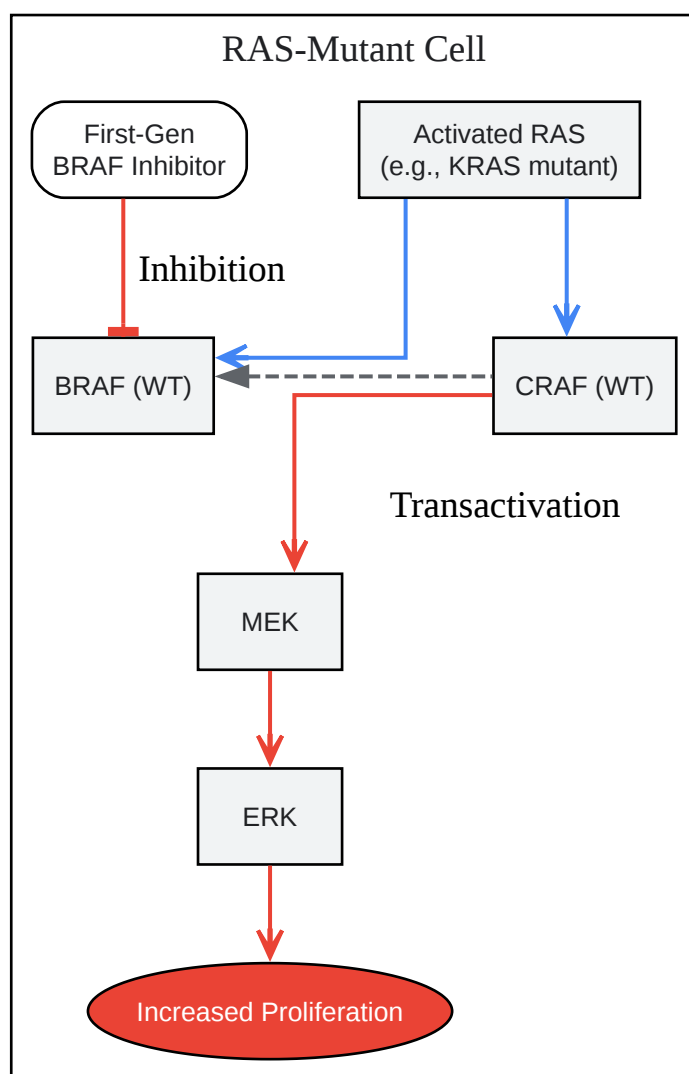 RAS-Mutant Cell
First-Gen
BRAF Inhibitor
Activated RAS
(e.g., KRAS mutant)
Inhibition
BRAF (WT)
CRAF (WT)
Transactivation
MEK
ERK
Increased Proliferation